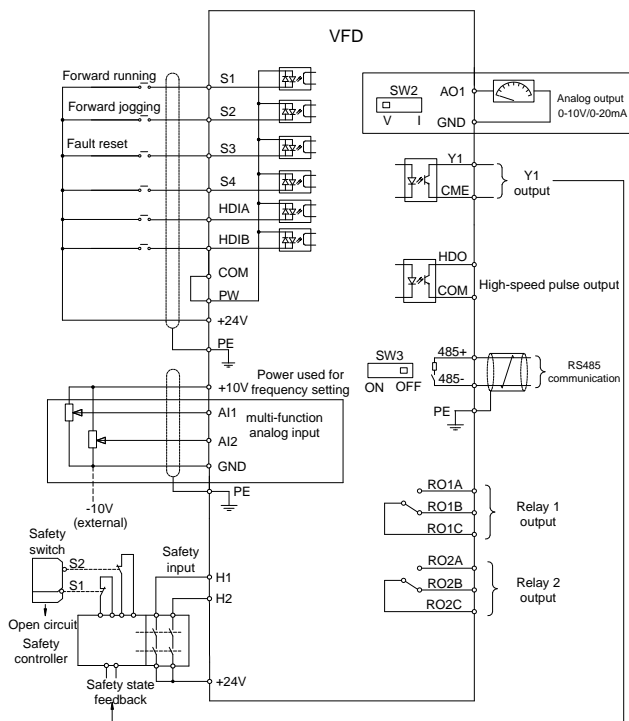 VFD
Forward running
S1
Forward jogging
S2
Fault reset
S3
S4
HDIA
HDIB
COM
PW
+24V
PE
SW2
V I
AO1
GND
Analog output
0-10V/0-20mA
Y1
CME
Y1
output
HDO
COM
High-speed pulse output
SW3
ON OFF
485+
485-
PE
RS485
communication
+10V
Power used for
frequency setting
AI1
multi-function
analog input
AI2
GND
PE
-10V
(external)
RO1A
RO1B
RO1C
Relay 1
output
RO2A
RO2B
RO2C
Relay 2
output
Safety
switch
S2
S1
Open circuit
Safety
controller
Safety
input
H1
H2
+24V
Safety state
feedback